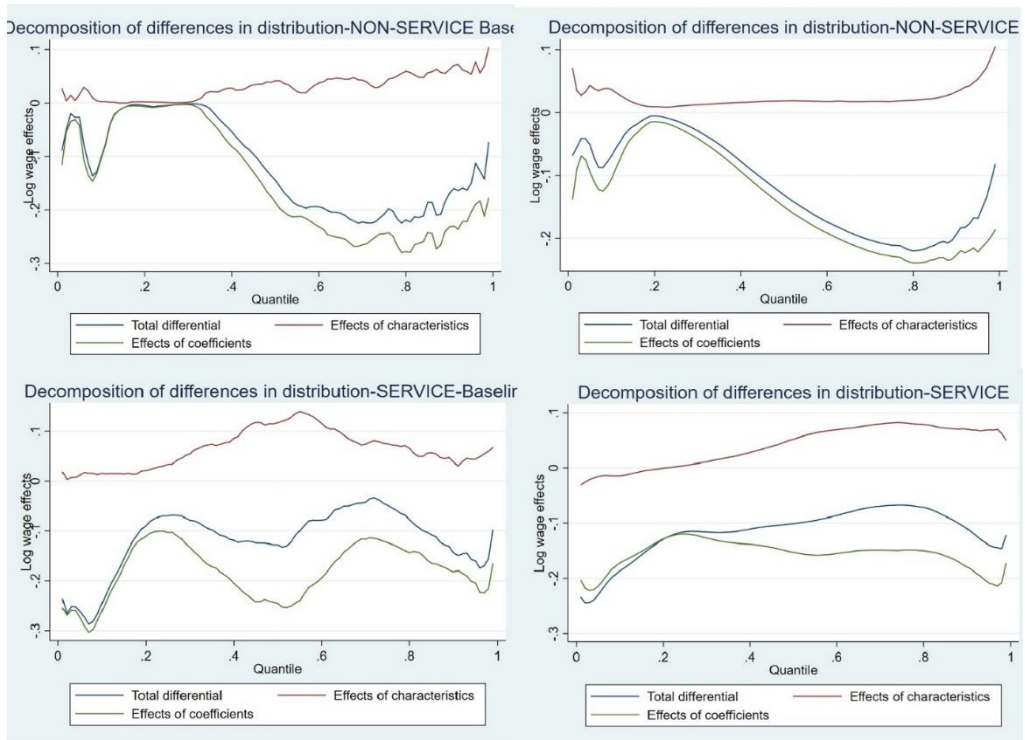 Decomposition of differences in distribution-NON-SERVICE Base
Log wage effects
.1
0
-.1
-.2
-.3
0 .2 .4 .6 .8 1
Quantile
Total differential Effects of characteristics
Effects of coefficients
Decomposition of differences in distribution-NON-SERVICE
Log wage effects
.1
0
-.1
-.2
0 .2 .4 .6 .8 1
Quantile
Total differential Effects of characteristics
Effects of coefficients
Decomposition of differences in distribution-SERVICE-Baselin
Log wage effects
.1
0
-.1
-.2
-.3
0 .2 .4 .6 .8 1
Quantile
Total differential Effects of characteristics
Effects of coefficients
Decomposition of differences in distribution-SERVICE
Log wage effects
.1
0
-.1
-.2
-.3
0 .2 .4 .6 .8 1
Quantile
Total differential Effects of characteristics
Effects of coefficients